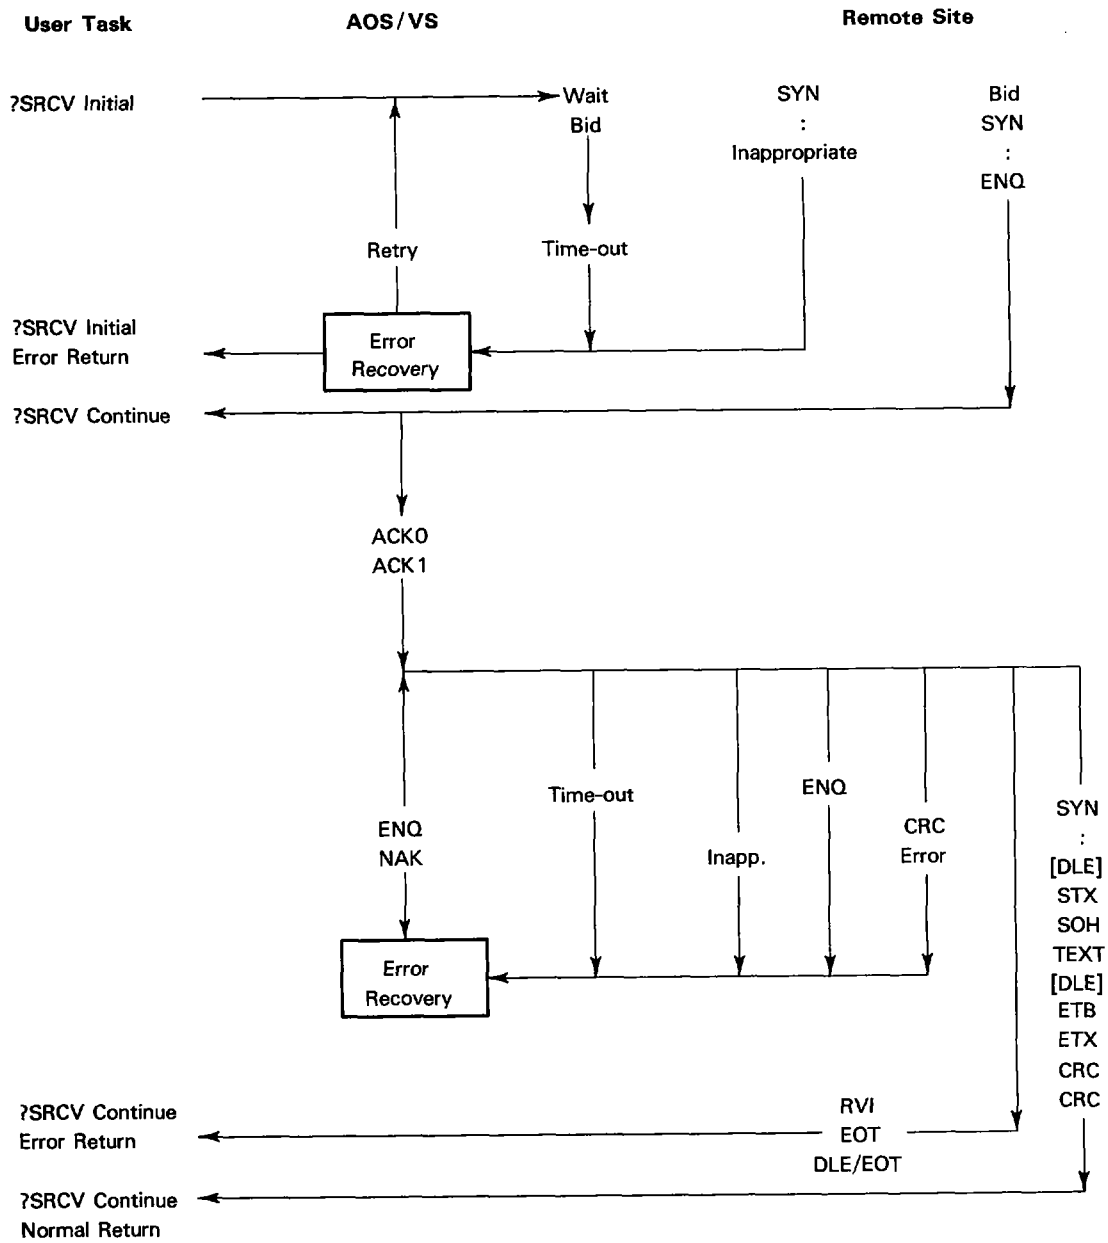 User Task AOS/VS Remote Site
?SRCV Initial
Wait
Bid
SYN
:
Inappropriate
Bid
SYN
:
ENQ
Retry
Time-out
?SRCV Initial
Error Return
Error
Recovery
?SRCV Continue
ACK0
ACK1
Time-out
ENQ
NAK
Inapp.
ENQ
CRC
Error
SYN
:
[DLE]
STX
SOH
TEXT
[DLE]
ETB
ETX
CRC
CRC
Error
Recovery
?SRCV Continue
Error Return
RVI
EOT
DLE/EOT
?SRCV Continue
Normal Return